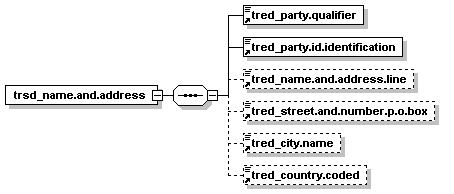 tred_party.qualifier
tred_party.id.identification
tred_name.and.address.line
trsd_name.and.address
tred_street.and.number.p.o.box
tred_city.name
tred_country.coded